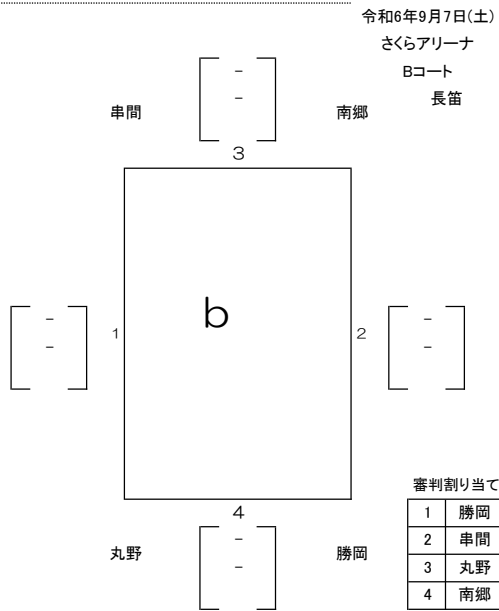 令和6年9月7日(土)
さくらアリーナ
Bコート
長笛
- 
-
串間 南郷
3
b
-
-
1
2
-
-
4
-
-
丸野 勝岡
審判割り当て
1 勝岡
2 串間
3 丸野
4 南郷